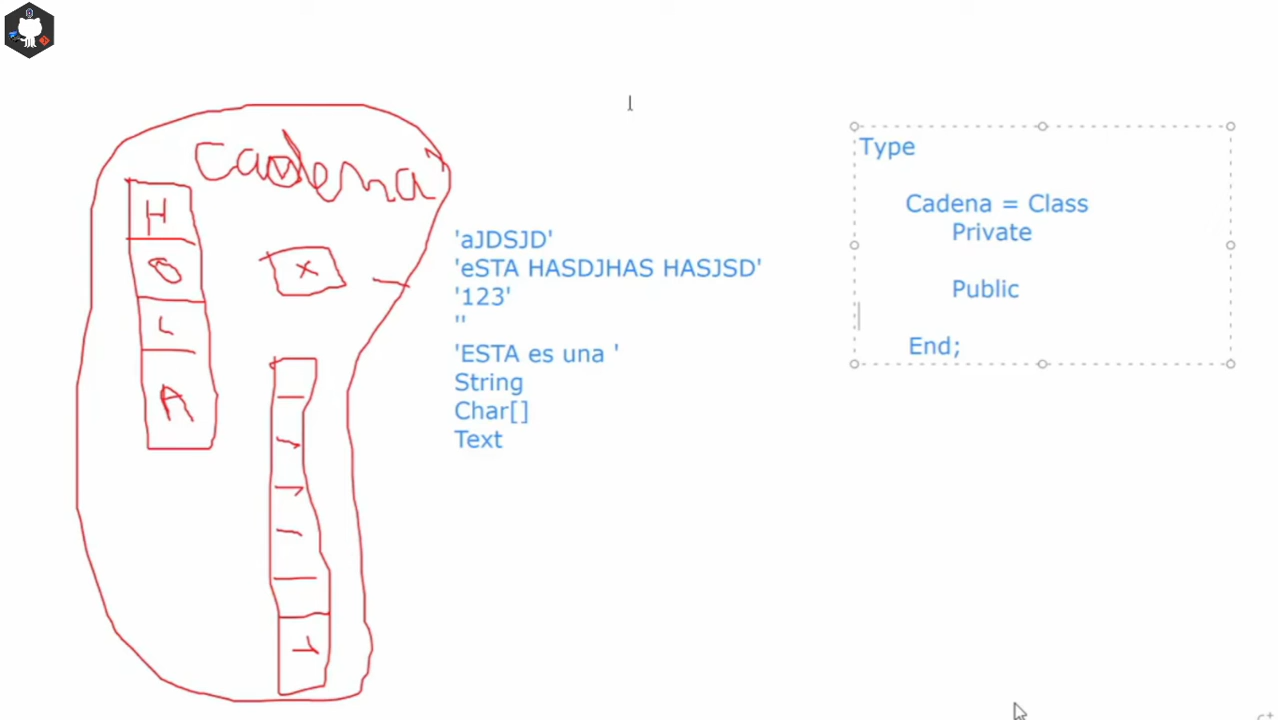 cadena
H
O
L
A
X
'aJDSJD'
'eSTA HASDJHAS HASJSD'
'123'
''
'ESTA es una '
String
Char[]
Text
Type
Cadena = Class
Private
Public
End;